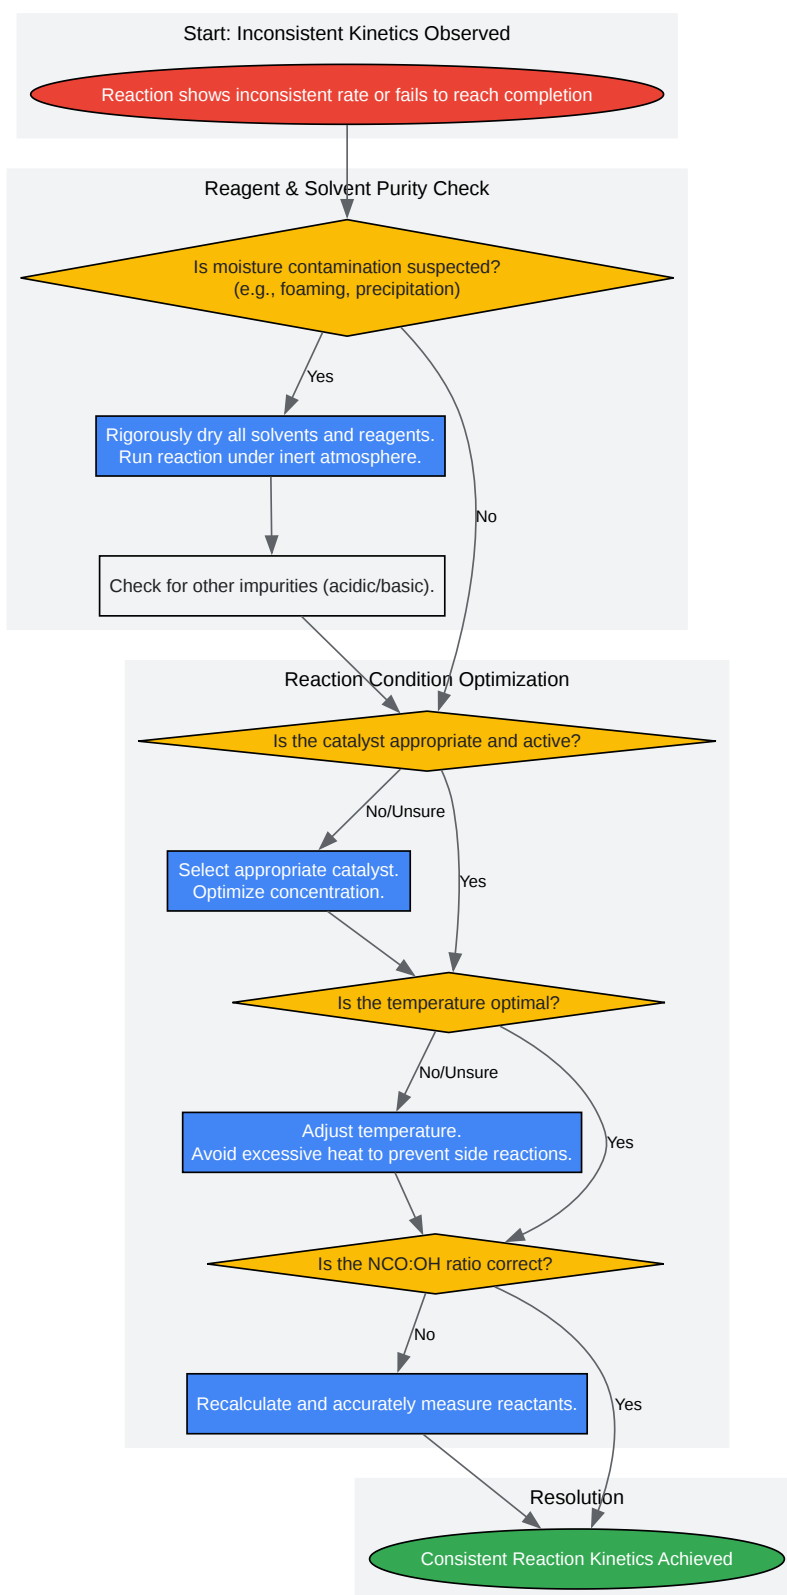 Start: Inconsistent Kinetics Observed
Reaction shows inconsistent rate or fails to reach completion
Reagent & Solvent Purity Check
Is moisture contamination suspected?
(e.g., foaming, precipitation)
Yes
Rigorously dry all solvents and reagents.
Run reaction under inert atmosphere.
No
Check for other impurities (acidic/basic).
Reaction Condition Optimization
Is the catalyst appropriate and active?
No/Unsure
Select appropriate catalyst.
Optimize concentration.
Yes
Is the temperature optimal?
No/Unsure
Adjust temperature.
Avoid excessive heat to prevent side reactions.
Yes
Is the NCO:OH ratio correct?
No
Recalculate and accurately measure reactants.
Yes
Resolution
Consistent Reaction Kinetics Achieved